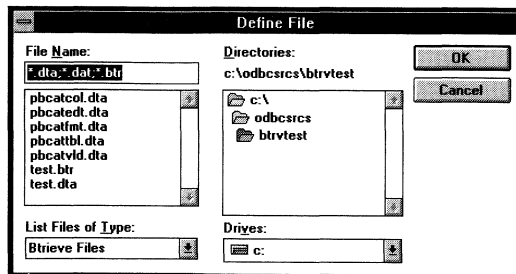 Define File
File Name:
*.dta;*.dat;*.btr
pbcatcol.dta
pbcatedt.dta
pbcatfmt.dta
pbcattbl.dta
pbcatvld.dta
test.btr
test.dta
List Files of Type:
Btrieve Files
Directories:
c:\odbcsrcs\btrvtest
c:\
odbcsrcs
btrvtest
Drives:
c:
OK
Cancel